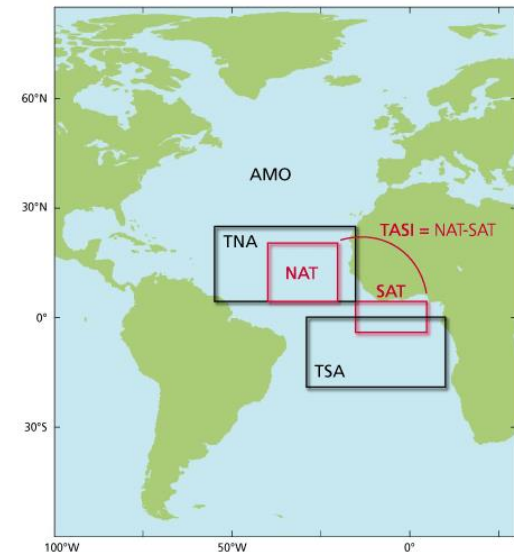 60°N
AMO
30°N
TASI = NAT-SAT
TNA
NAT
SAT
0°
TSA
30°S
100°W
50°W
0°